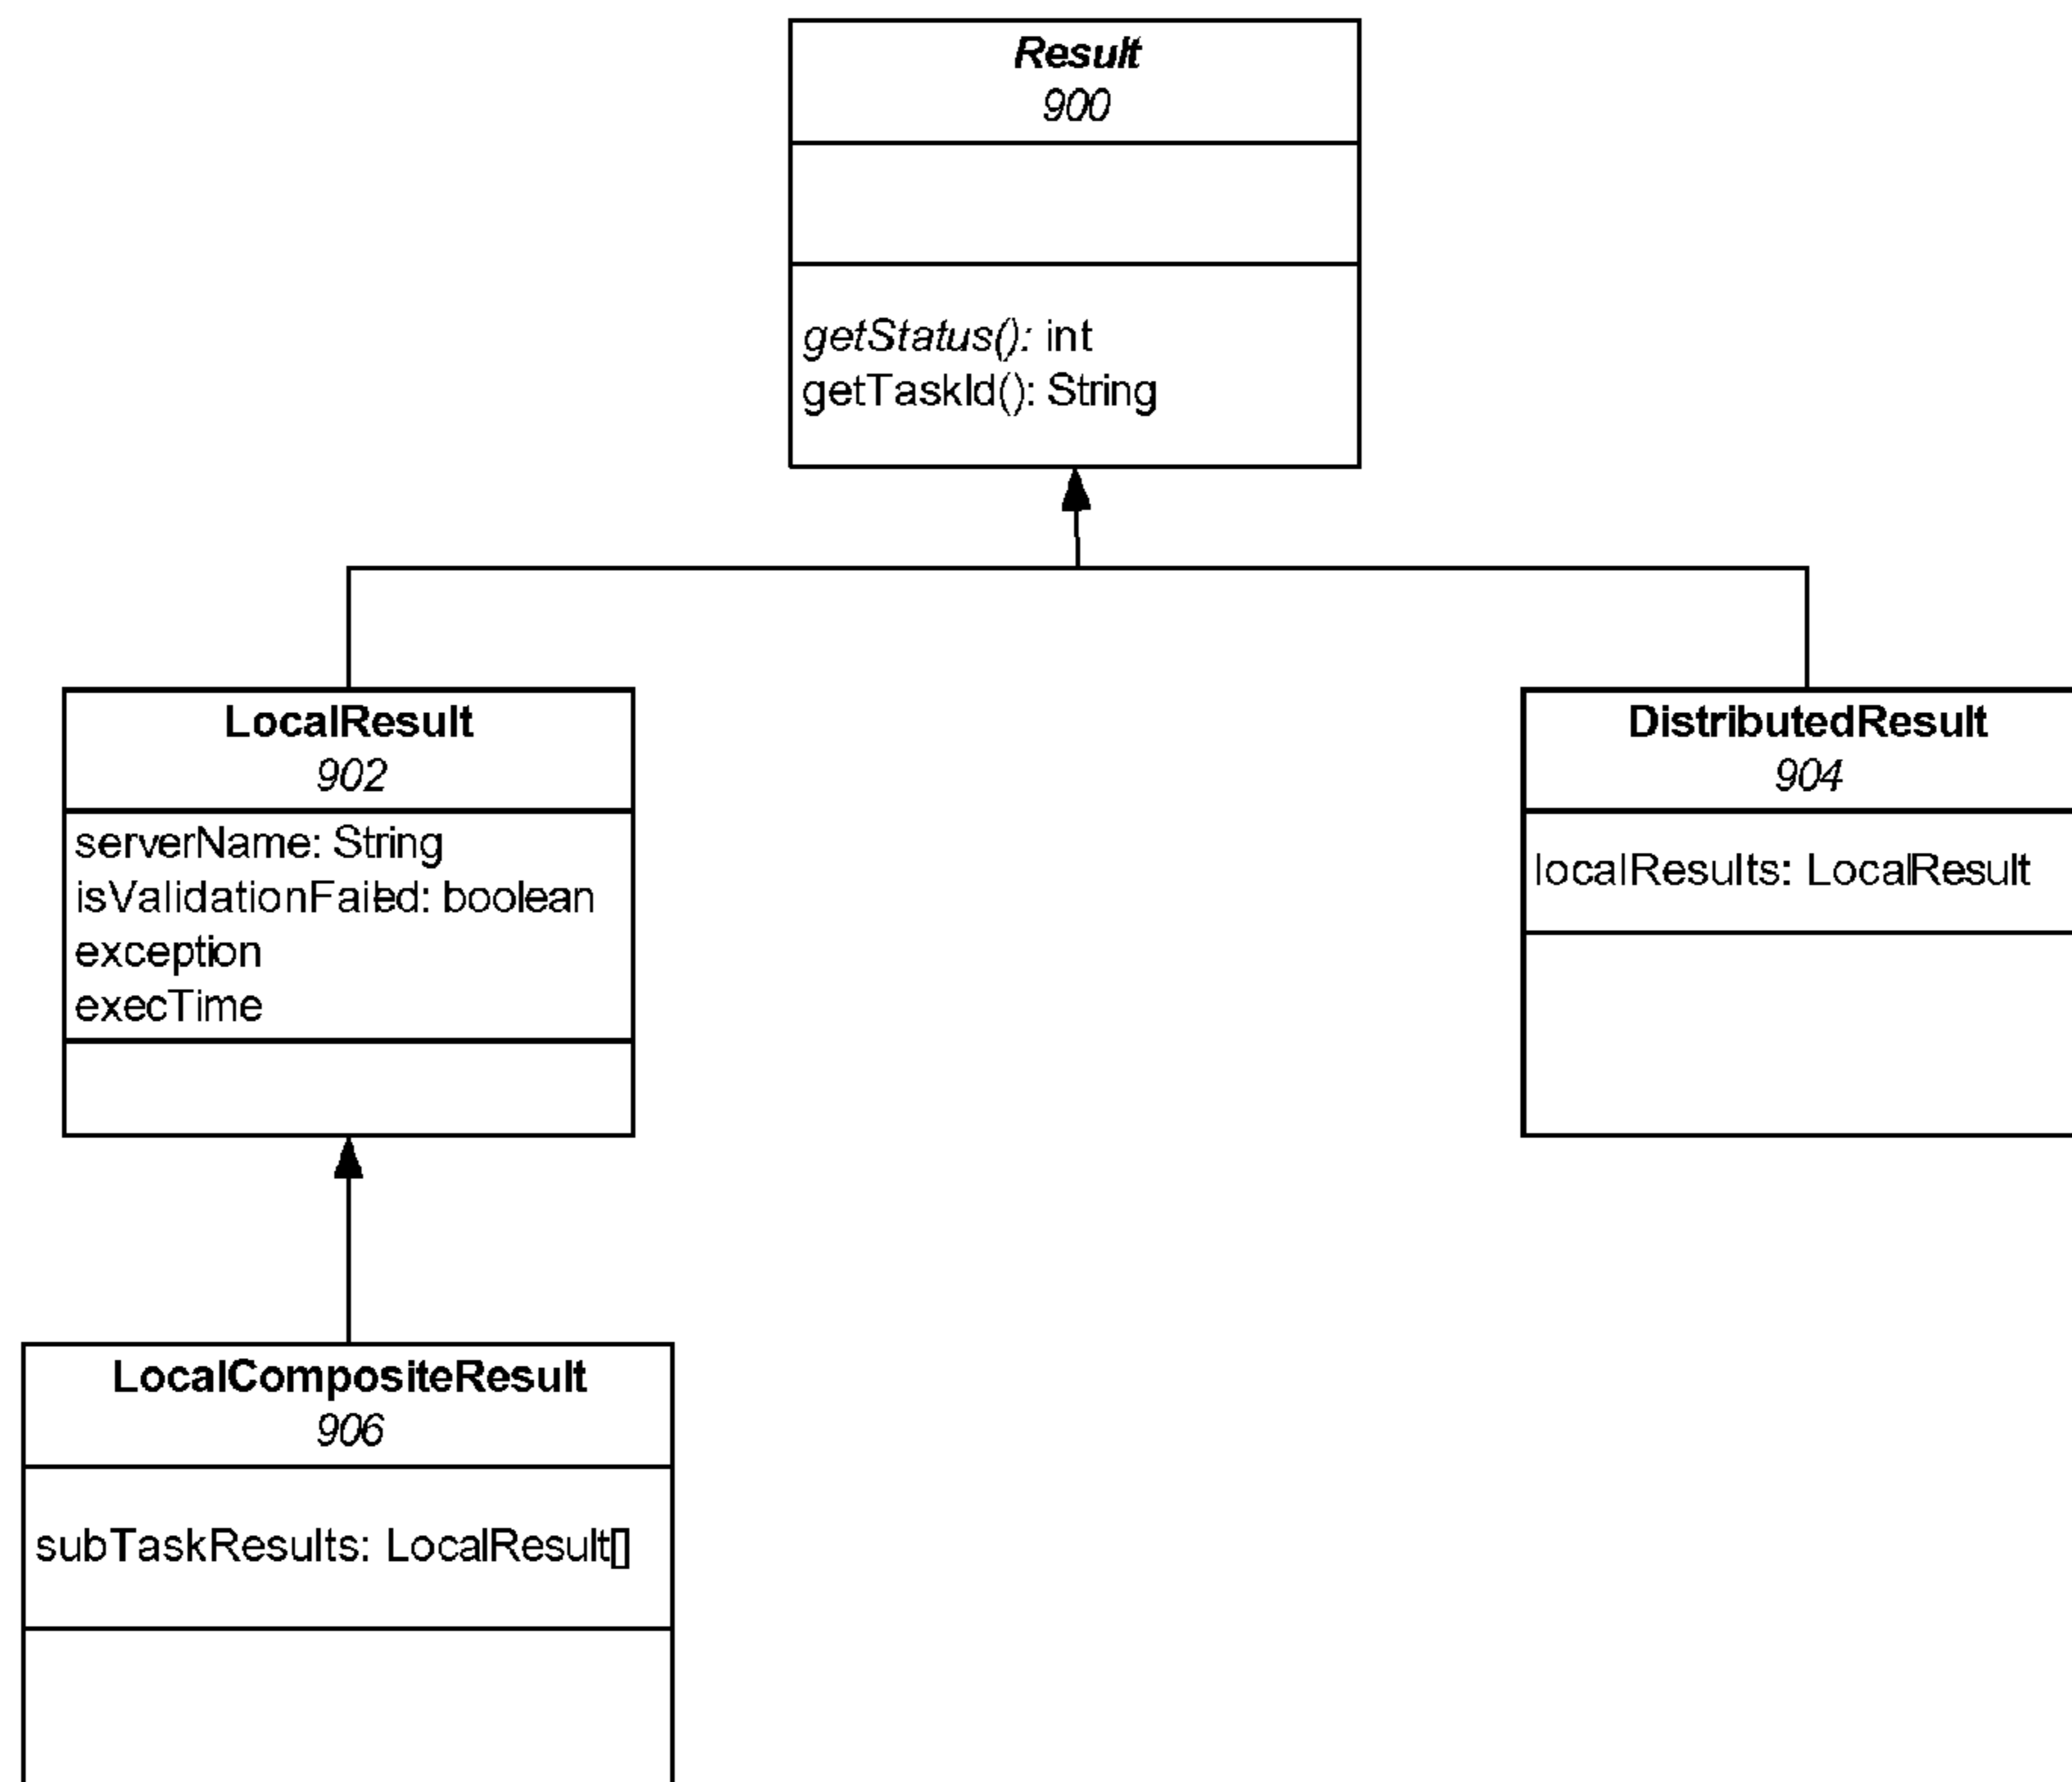 Result
900
getStatus(): int
getTaskId(): String
LocalResult
902
serverName: String
isValidationFailed: boolean
exception
execTime
DistributedResult
904
localResults: LocalResult
LocalCompositeResult
906
subTaskResults: LocalResult[]